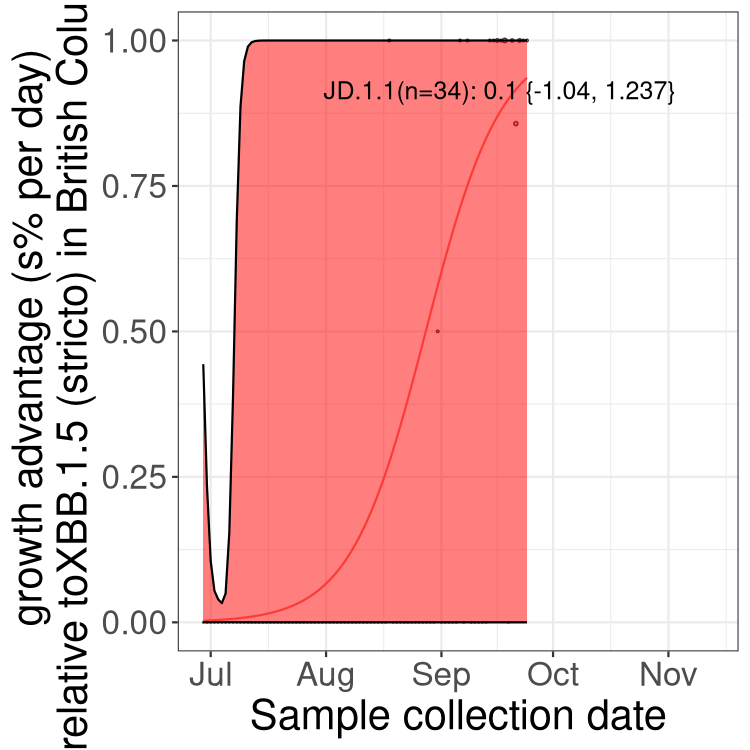 growth advantage (s% per day)
relative toXBB.1.5 (stricto) in British Colu
1.00
0.75
0.50
0.25
0.00
JD.1.1(n=34): 0.1 {-1.04, 1.237}
Jul Aug Sep Oct Nov
Sample collection date